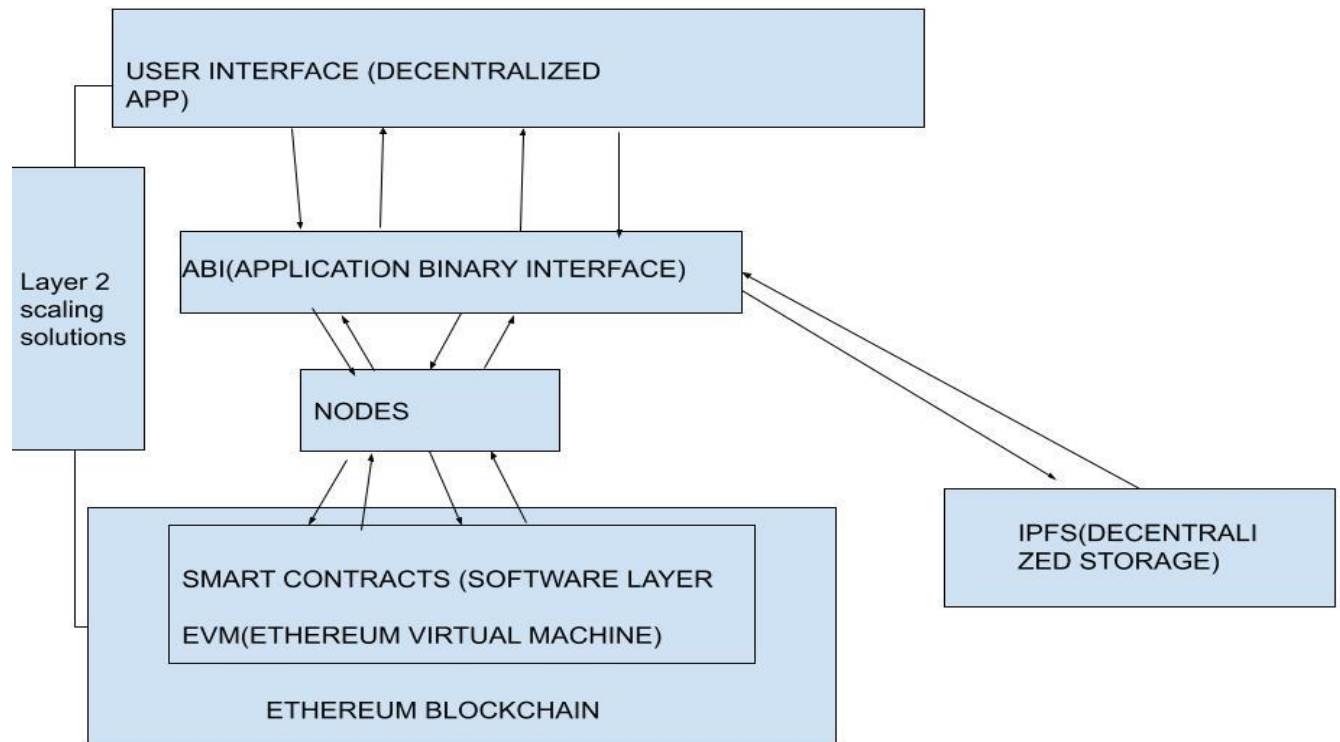 USER INTERFACE (DECENTRALIZED
APP)
ABI(APPLICATION BINARY INTERFACE)
Layer 2
scaling
solutions
NODES
IPFS(DECENTRALI
ZED STORAGE)
SMART CONTRACTS (SOFTWARE LAYER
EVM(ETHEREUM VIRTUAL MACHINE)
ETHEREUM BLOCKCHAIN